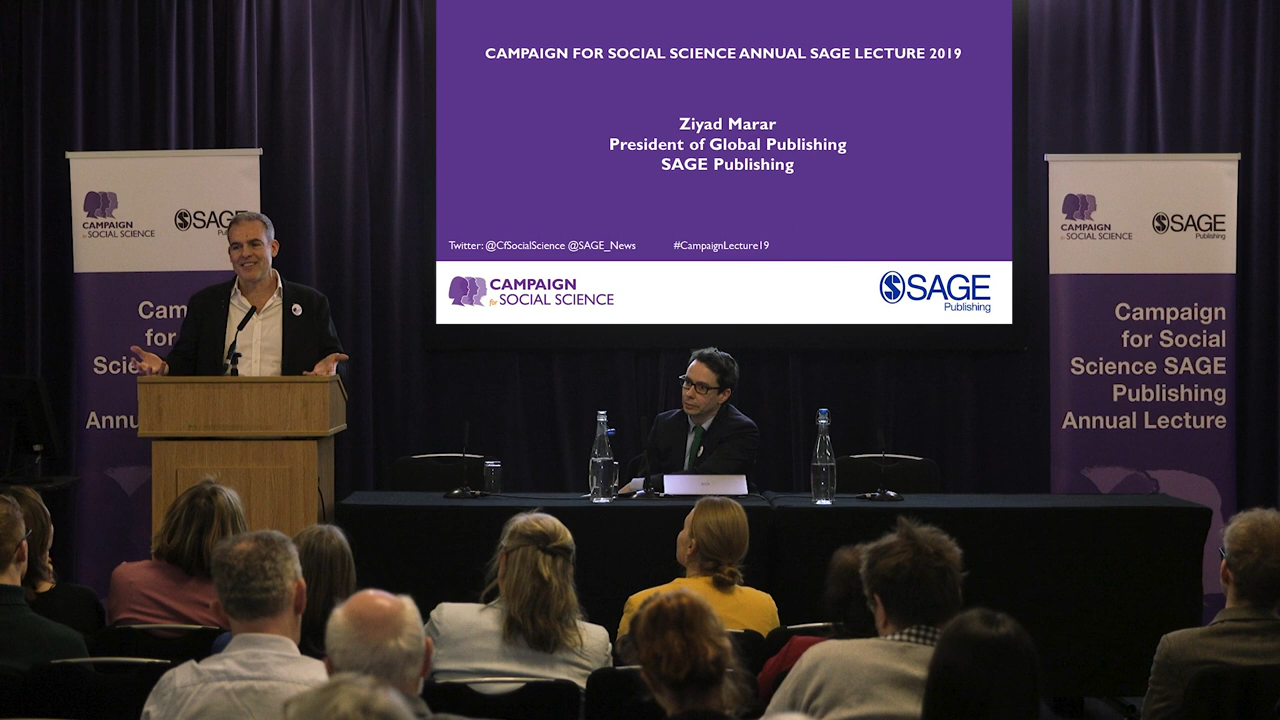 CAMPAIGN FOR SOCIAL SCIENCE ANNUAL SAGE LECTURE 2019
Ziyad Marar
President of Global Publishing
SAGE Publishing
Twitter: @CfSocialScience @SAGE_News #CampaignLecture19
CAMPAIGN
for SOCIAL SCIENCE
SAGE
Publishing
CAMPAIGN
for SOCIAL SCIENCE
SAGE
Cam
for
Scie
Annu
CAMPAIGN
for SOCIAL SCIENCE
SAGE
Publishing
Campaign
for Social
Science SAGE
Publishing
Annual Lecture